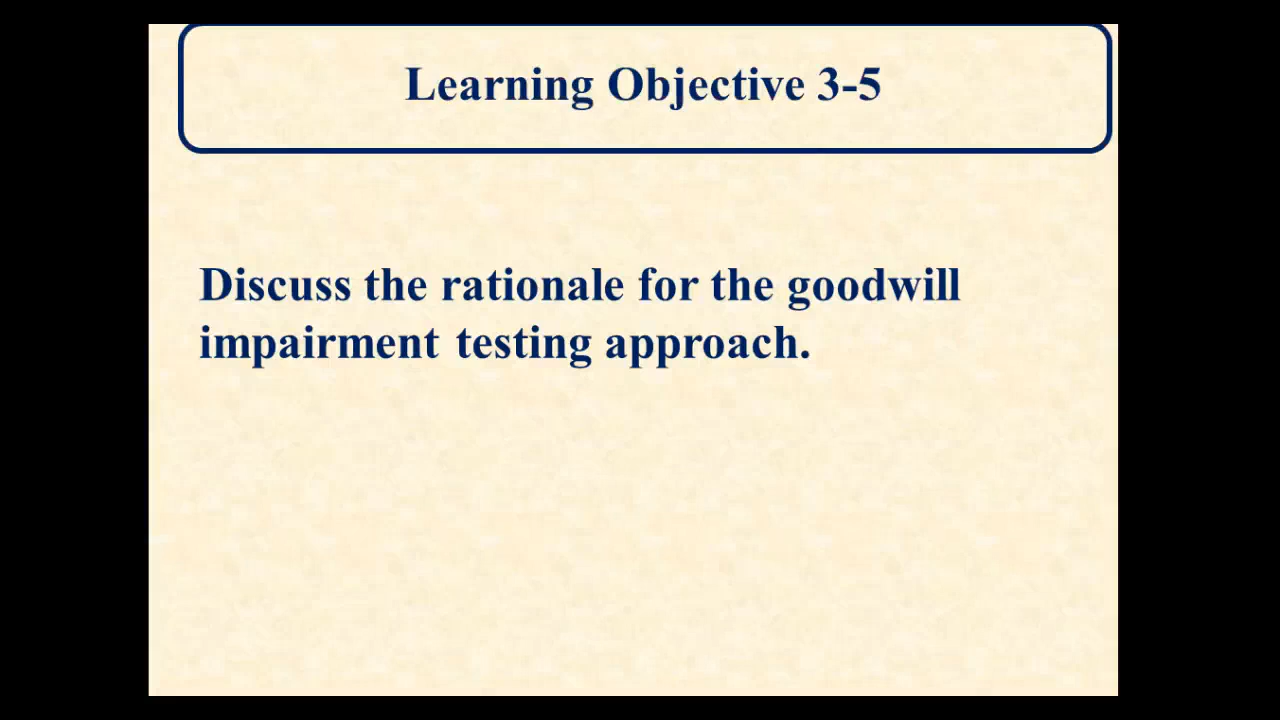 Learning Objective 3-5
Discuss the rationale for the goodwill
impairment testing approach.